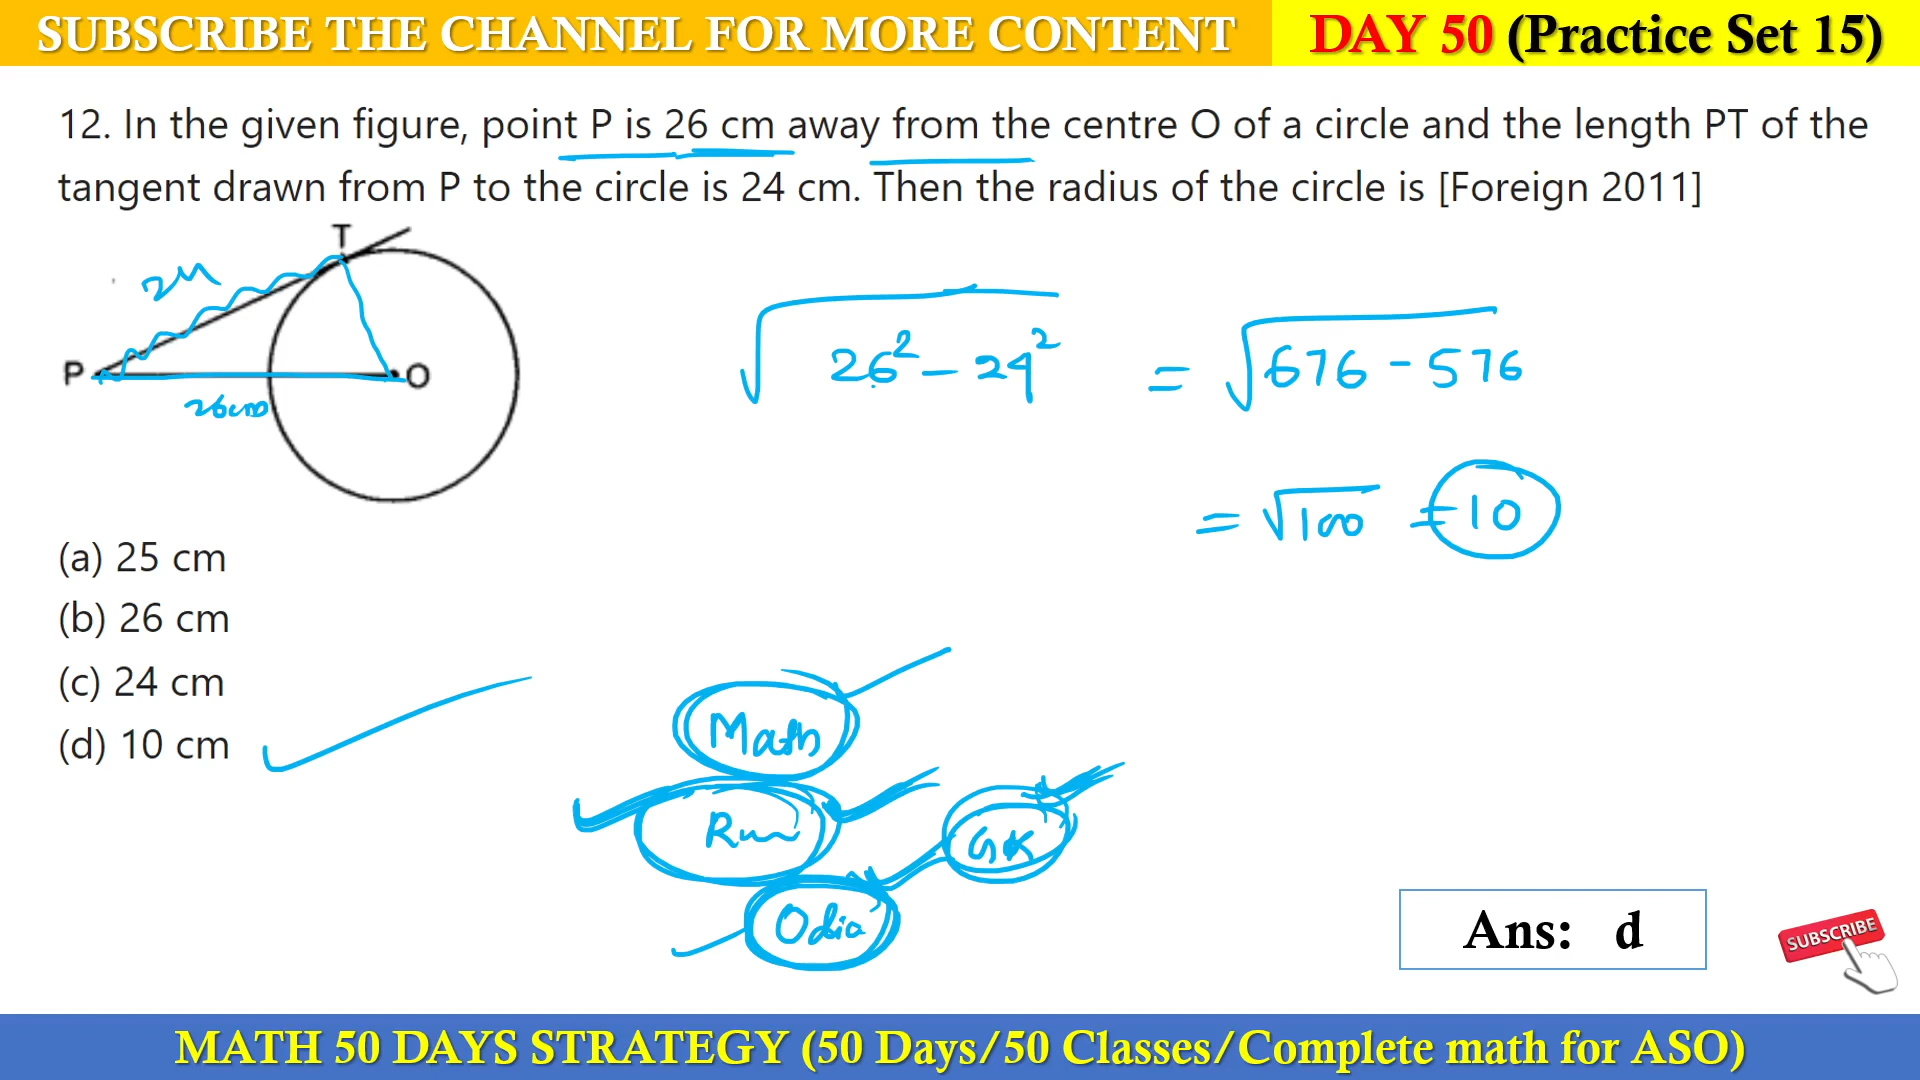 SUBSCRIBE THE CHANNEL FOR MORE CONTENT
DAY 50 (Practice Set 15)
12. In the given figure, point P is 26 cm away from the centre O of a circle and the length PT of the
tangent drawn from P to the circle is 24 cm. Then the radius of the circle is [Foreign 2011]
T
24
P
O
26cm
√26² - 24² = √676 - 576
= √100 = 10
(a) 25 cm
(b) 26 cm
(c) 24 cm
(d) 10 cm
Math
GK
Odia
Ans: d
SUBSCRIBE
MATH 50 DAYS STRATEGY (50 Days/50 Classes/Complete math for ASO)